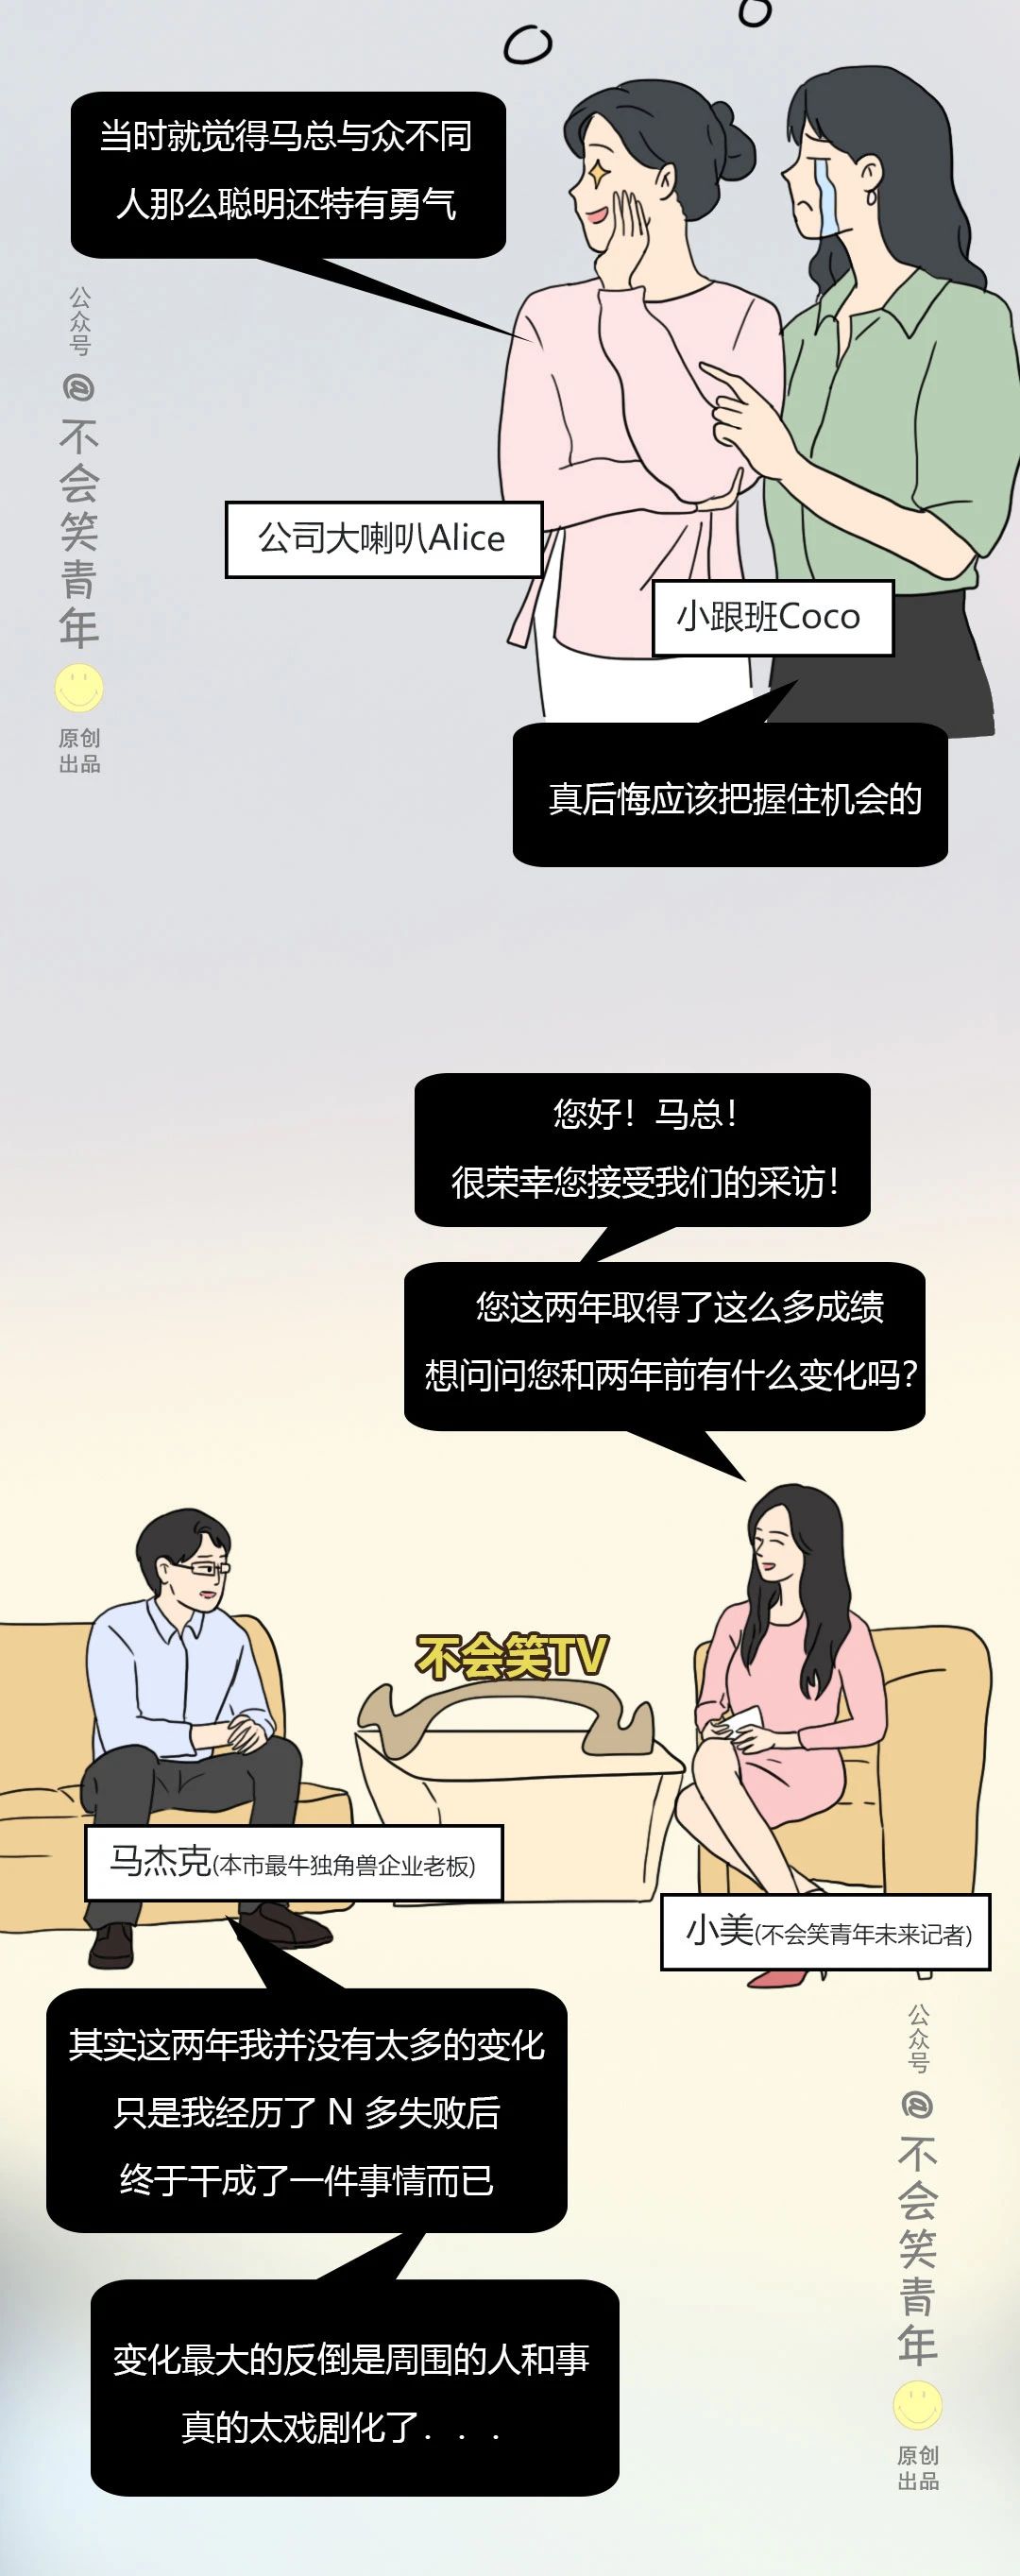 当时就觉得马总与众不同
人那么聪明还特有勇气
公众号
@不会笑青年
原创
出品
公司大喇叭Alice
小跟班Coco
真后悔应该把握住机会的
您好！马总！
很荣幸您接受我们的采访！
您这两年取得了这么多成绩
想问问您和两年前有什么变化吗？
不会笑TV
马杰克(本市最牛独角兽企业老板)
小美(不会笑青年未来记者)
其实这两年我并没有太多的变化
只是我经历了 N 多失败后
终于干成了一件事情而已
公众号
@不会笑青年
原创
出品
变化最大的反倒是周围的人和事
真的太戏剧化了．．．